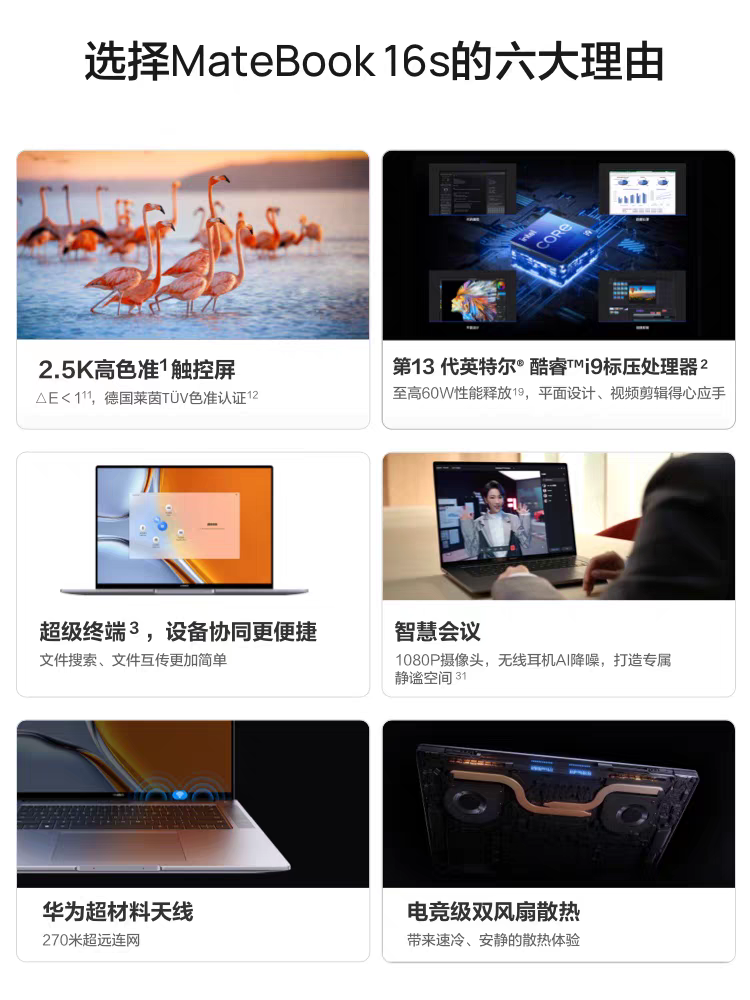 选择MateBook 16s的六大理由
2.5K高色准1触控屏
△E＜111，德国莱茵TÜV色准认证12
intel
CORE
i9
第13 代英特尔® 酷睿™i9标压处理器2
至高60W性能释放19，平面设计、视频剪辑得心应手
超级终端3，设备协同更便捷
文件搜索、文件互传更加简单
智慧会议
1080P摄像头，无线耳机AI降噪，打造专属
静谧空间31
华为超材料天线
270米超远连网
电竞级双风扇散热
带来速冷、安静的散热体验